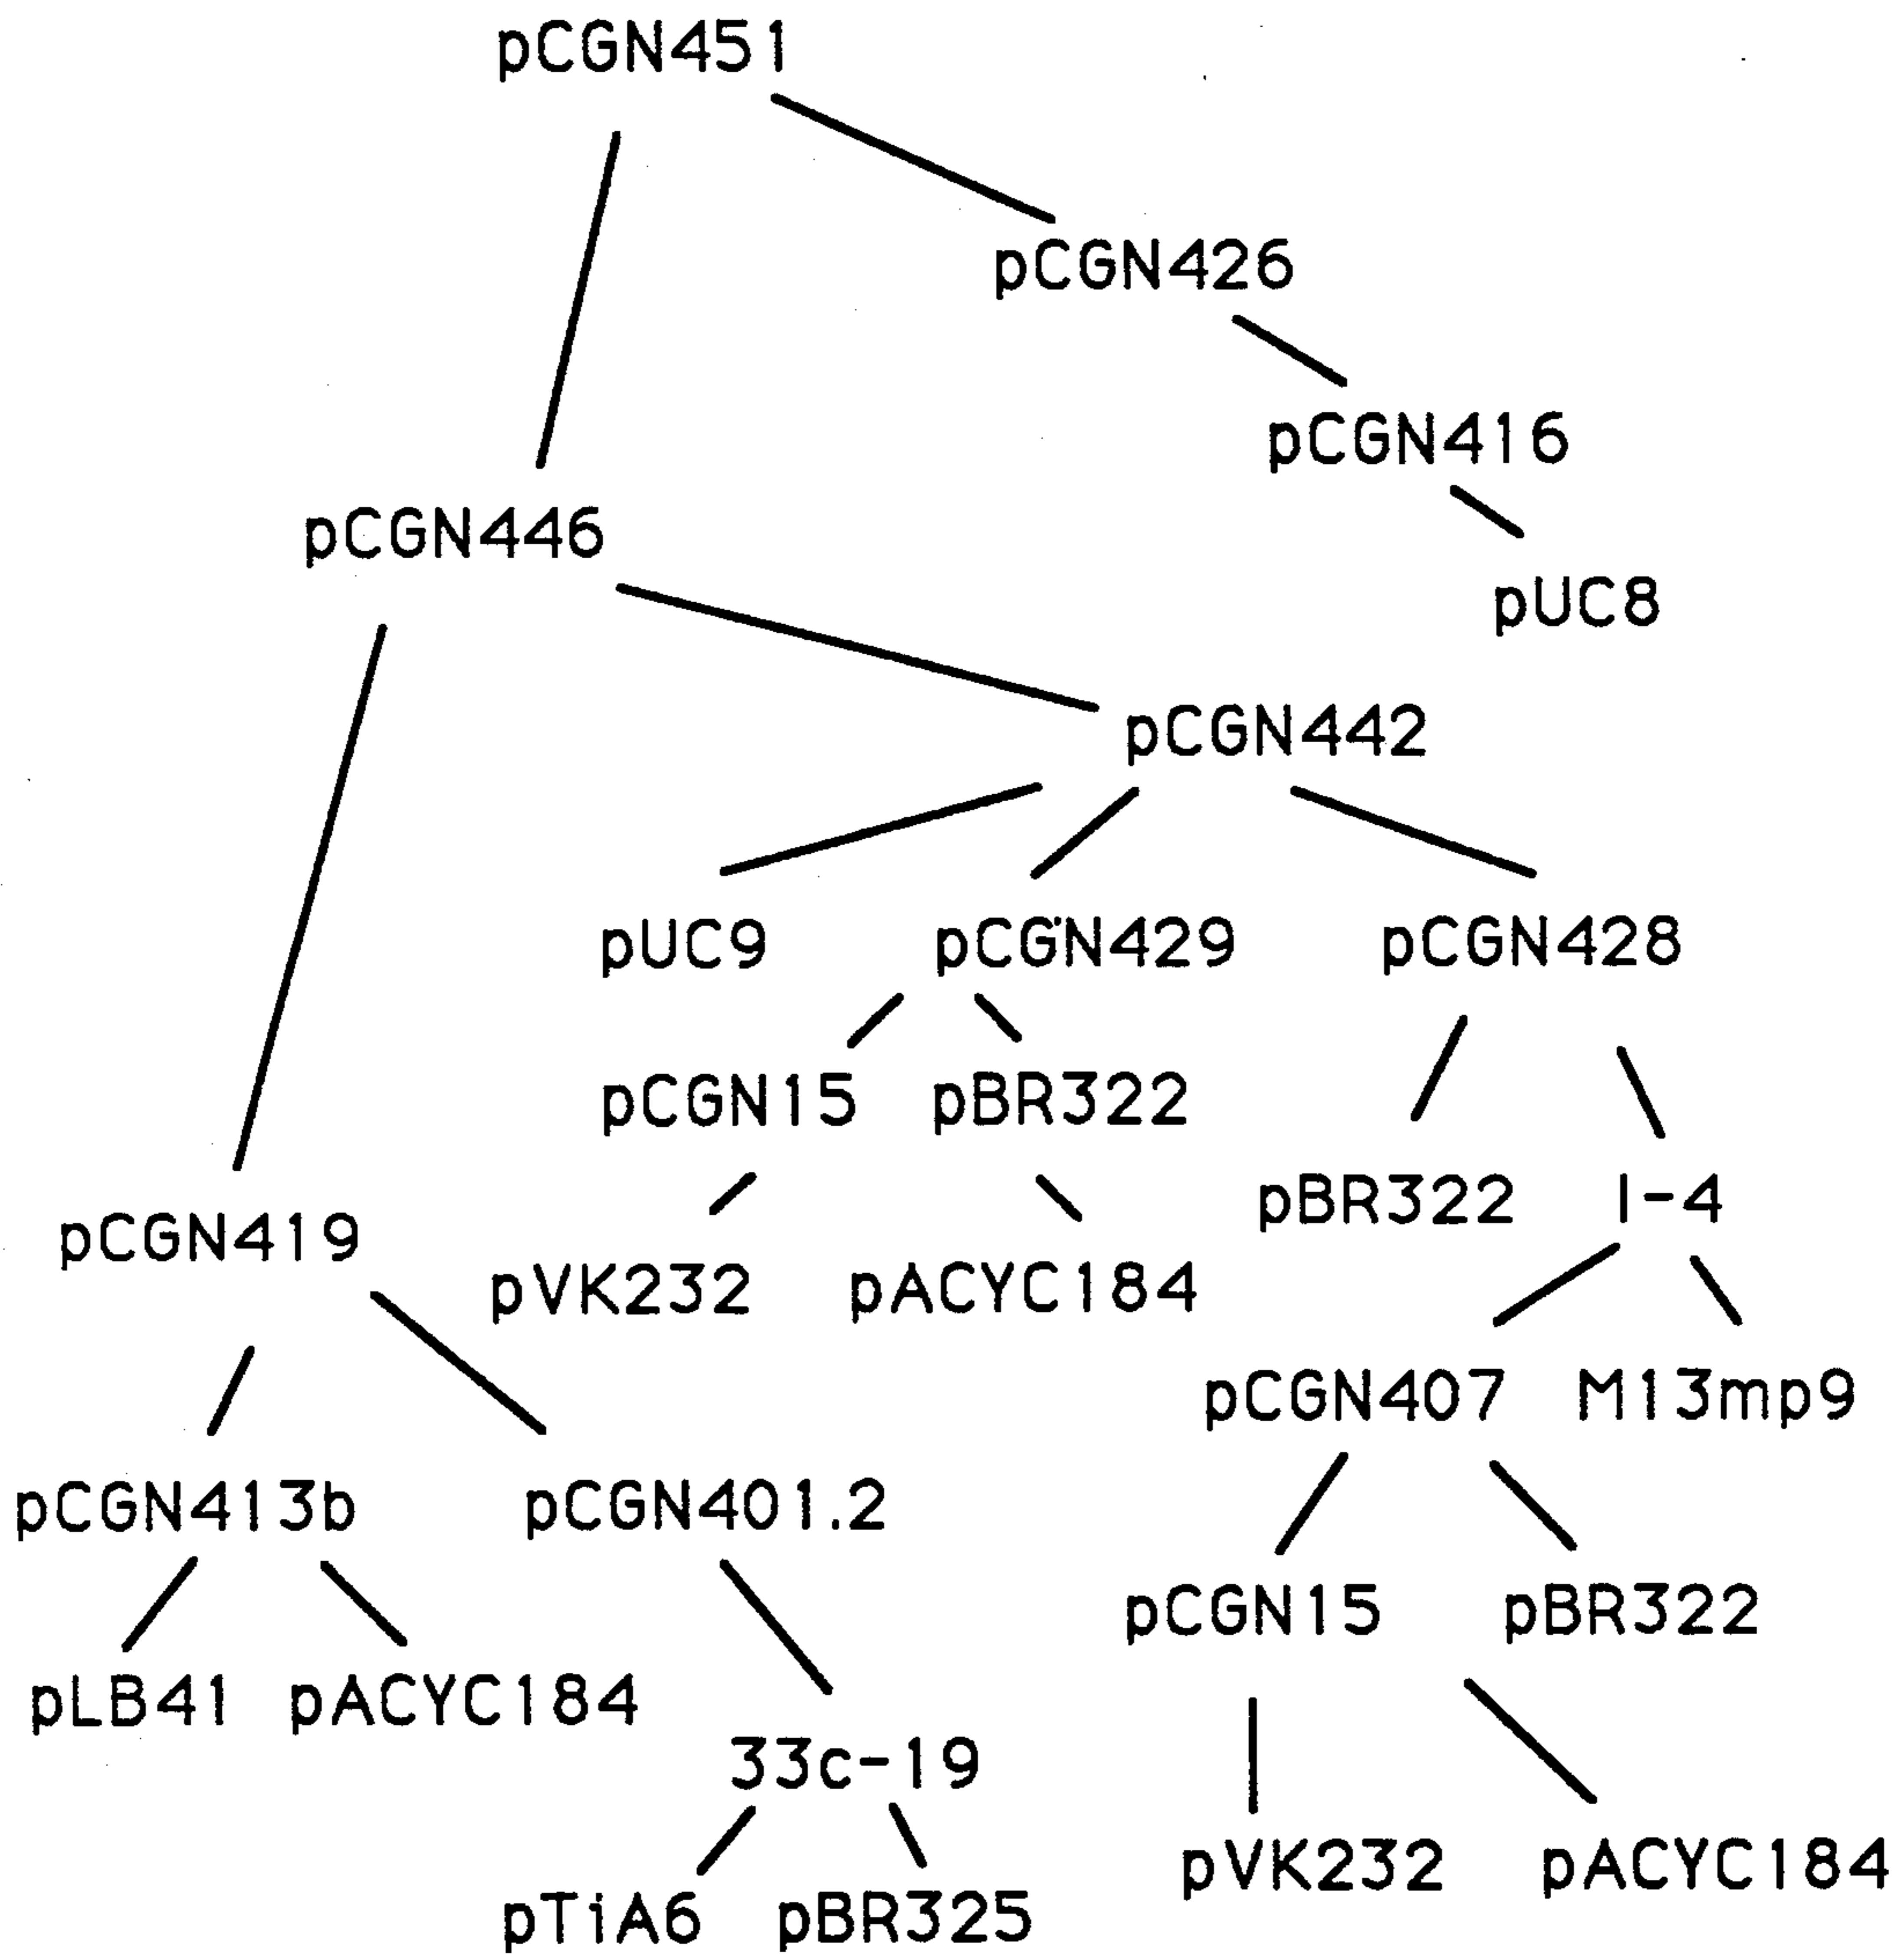 pCGN451
pCGN426
pCGN416
pCGN446
pUC8
pCGN442
pUC9 pCGN429 pCGN428
pCGN15 pBR322
pBR322 I-4
pCGN419
pVK232 pACYC184
pCGN407 M13mp9
pCGN413b pCGN401.2
pCGN15 pBR322
pLB41 pACYC184
33c-19
pVK232 pACYC184
pTiA6 pBR325